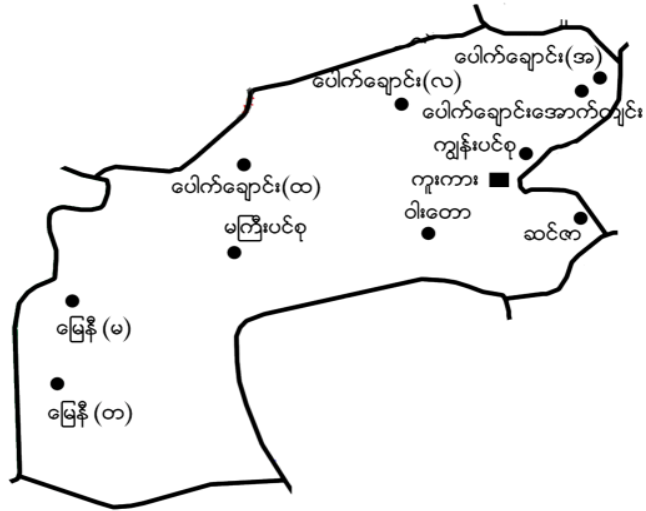 ပေါက်ချောင်း(အ)
ပေါက်ချောင်း(လ)
ပေါက်ချောင်းအောက်ကျင်း
ကျွန်းပင်စု
ကူးကား
ပေါက်ချောင်း(ထ)
ဝါးတော
မကြီးပင်စု
ဆင်ဇာ
မြေနီ (မ)
မြေနီ (တ)